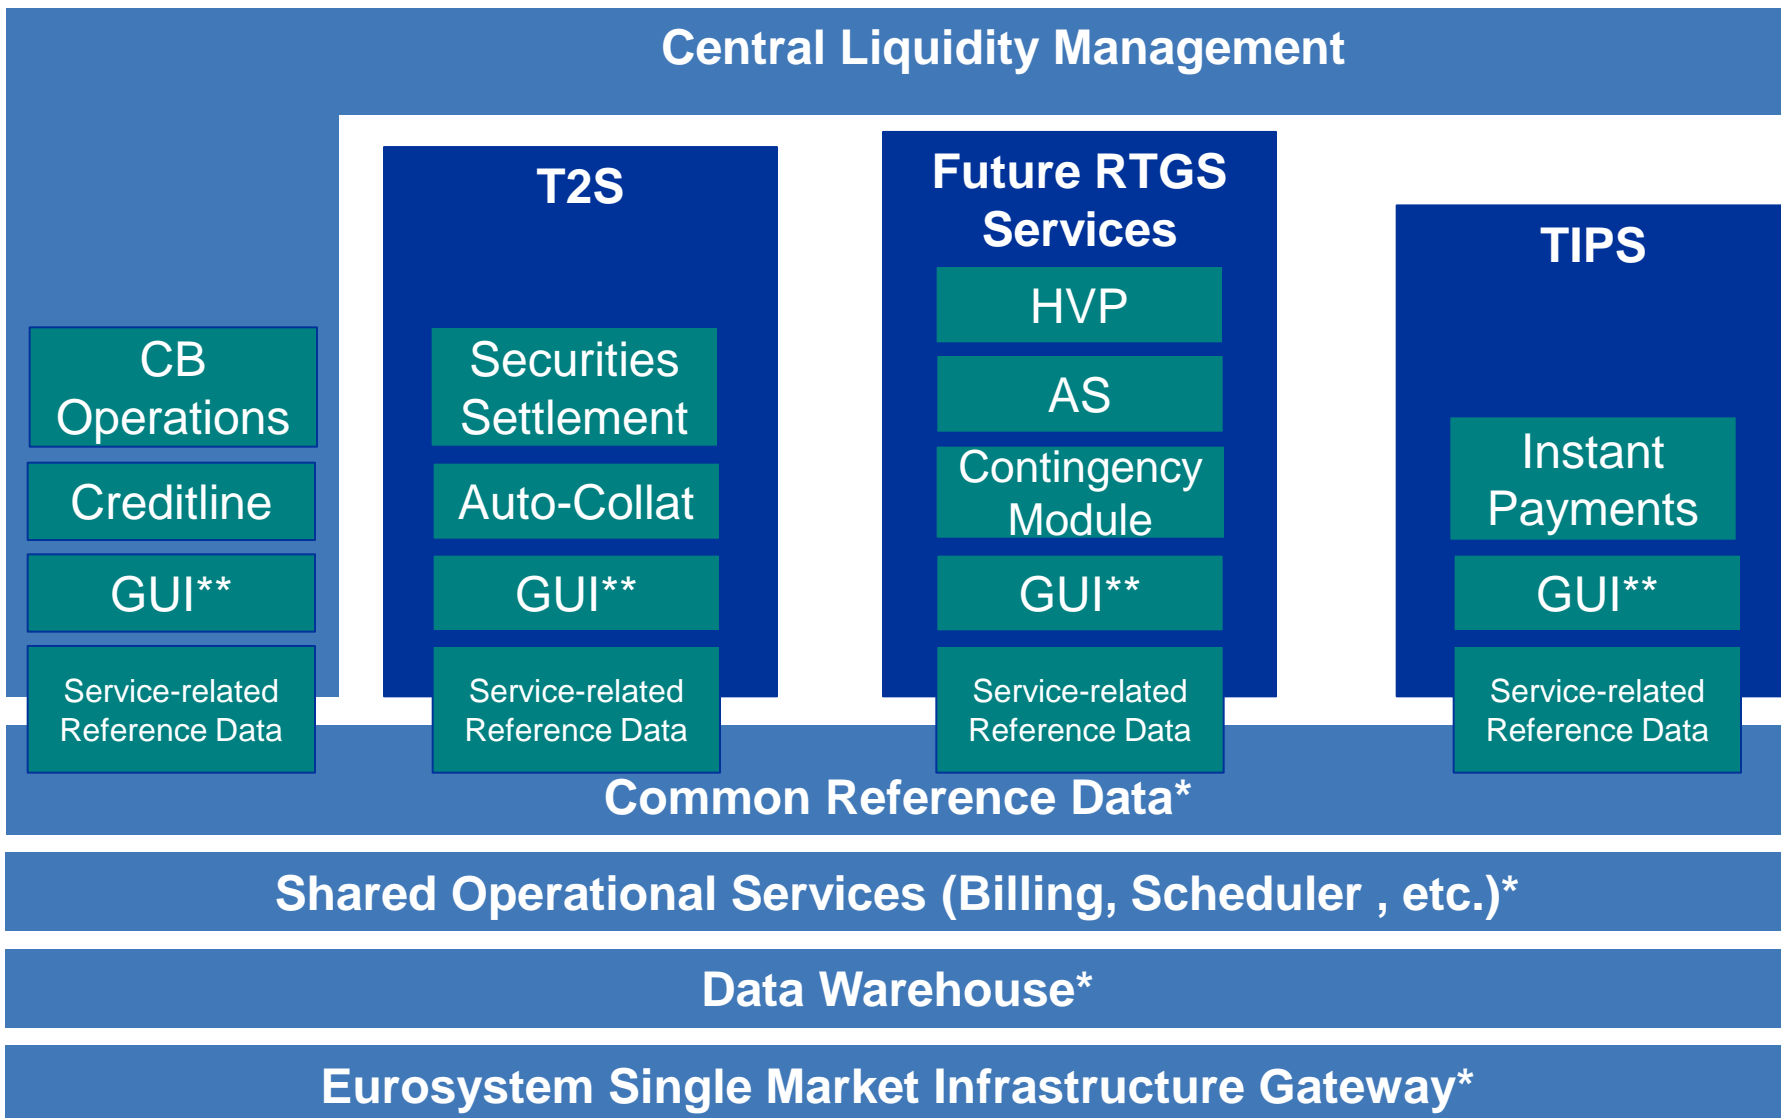 Central Liquidity Management
CB
Operations
Creditline
GUI**
Service-related
Reference Data
T2S
Securities
Settlement
Auto-Collat
GUI**
Service-related
Reference Data
Future RTGS
Services
HVP
AS
Contingency
Module
GUI**
Service-related
Reference Data
TIPS
Instant
Payments
GUI**
Service-related
Reference Data
Common Reference Data*
Shared Operational Services (Billing, Scheduler , etc.)*
Data Warehouse*
Eurosystem Single Market Infrastructure Gateway*